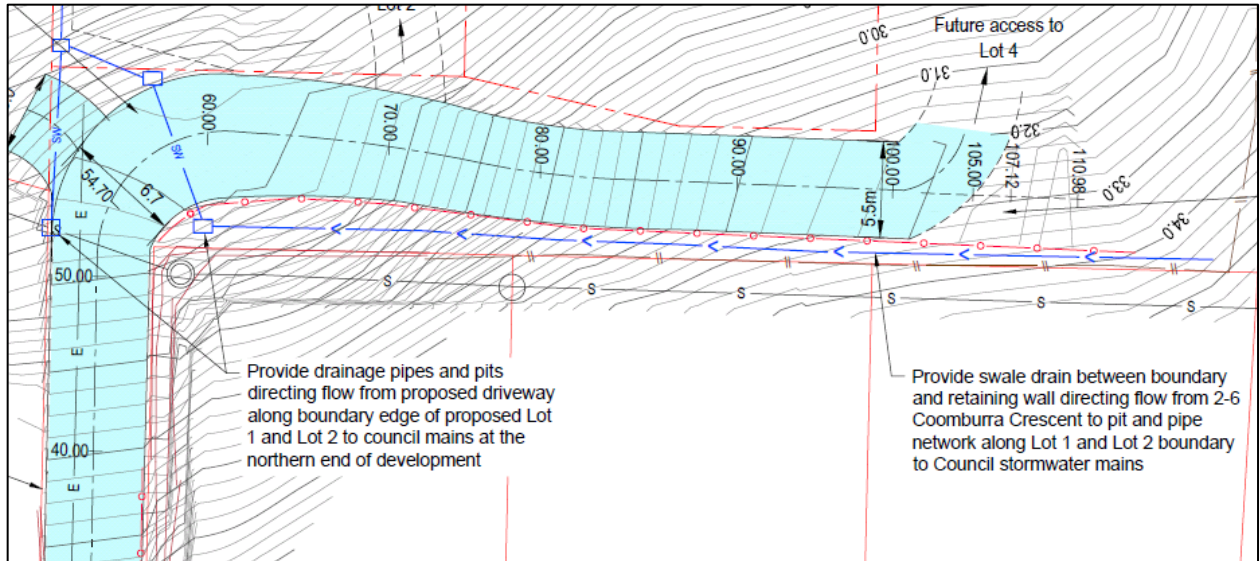 Lot 2
Future access to
Lot 4
30.0
31.0
32.0
33.0
34.0
SW
SW
60.00
70.00
80.00
90.00
100.00
105.00
107.12
110.98
5.5m
54.70
6.7
E
S
50.00
E
E
40.00
E
S
S
S
S
S
S
Provide drainage pipes and pits
directing flow from proposed driveway
along boundary edge of proposed Lot
1 and Lot 2 to council mains at the
northern end of development
Provide swale drain between boundary
and retaining wall directing flow from 2-6
Coomburra Crescent to pit and pipe
network along Lot 1 and Lot 2 boundary
to Council stormwater mains